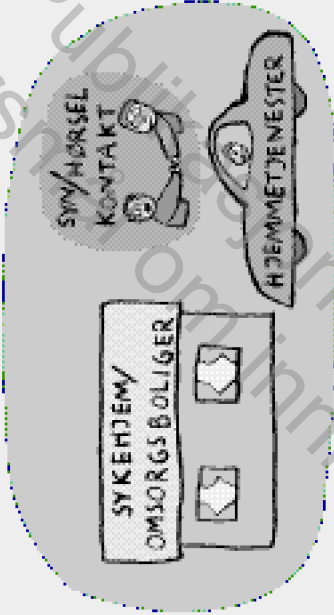 SYKEHJEM/
OMSORGSBOLIGER
SYN/HØRSEL
KONTAKT
HJEMMETJENESTER